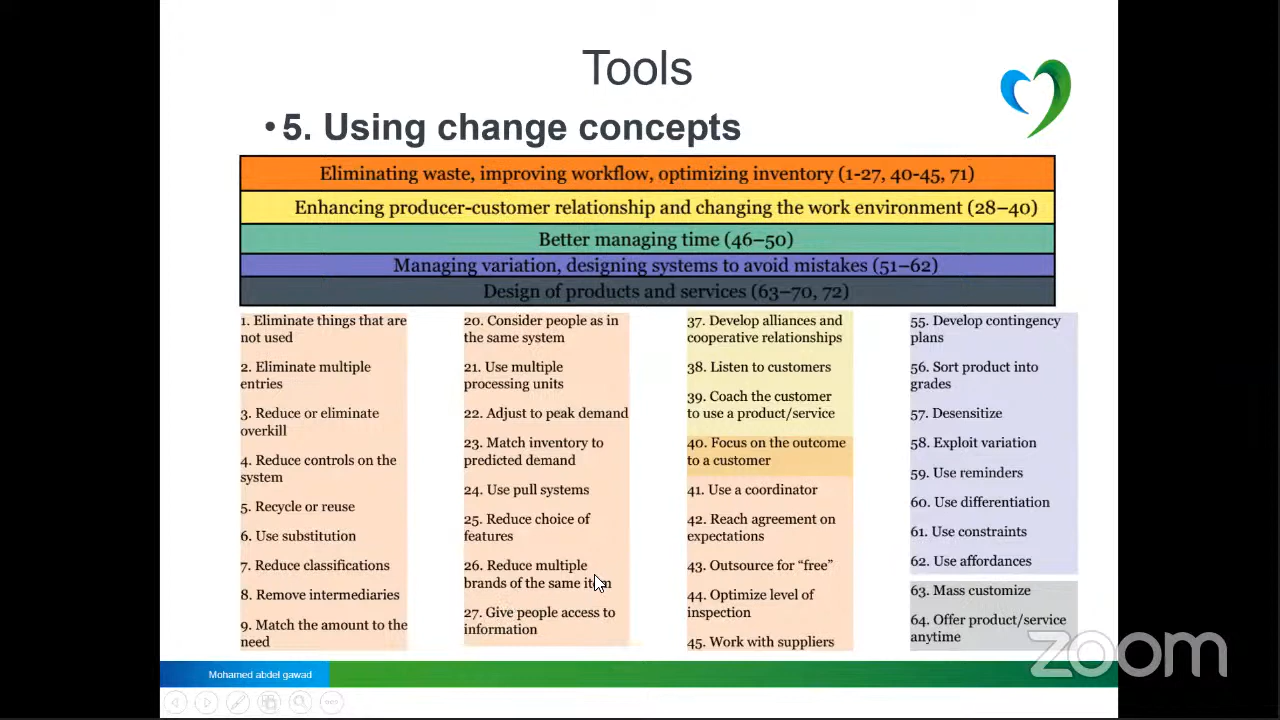 Tools
• 5. Using change concepts
Eliminating waste, improving workflow, optimizing inventory (1-27, 40-45, 71)
Enhancing producer-customer relationship and changing the work environment (28–40)
Better managing time (46–50)
Managing variation, designing systems to avoid mistakes (51–62)
Design of products and services (63–70, 72)
1. Eliminate things that are
not used
2. Eliminate multiple
entries
3. Reduce or eliminate
overkill
4. Reduce controls on the
system
5. Recycle or reuse
6. Use substitution
7. Reduce classifications
8. Remove intermediaries
9. Match the amount to the
need
20. Consider people as in
the same system
21. Use multiple
processing units
22. Adjust to peak demand
23. Match inventory to
predicted demand
24. Use pull systems
25. Reduce choice of
features
26. Reduce multiple
brands of the same item
27. Give people access to
information
37. Develop alliances and
cooperative relationships
38. Listen to customers
39. Coach the customer
to use a product/service
40. Focus on the outcome
to a customer
41. Use a coordinator
42. Reach agreement on
expectations
43. Outsource for “free”
44. Optimize level of
inspection
45. Work with suppliers
55. Develop contingency
plans
56. Sort product into
grades
57. Desensitize
58. Exploit variation
59. Use reminders
60. Use differentiation
61. Use constraints
62. Use affordances
63. Mass customize
64. Offer product/service
anytime
zoom
Mohamed abdel gawad